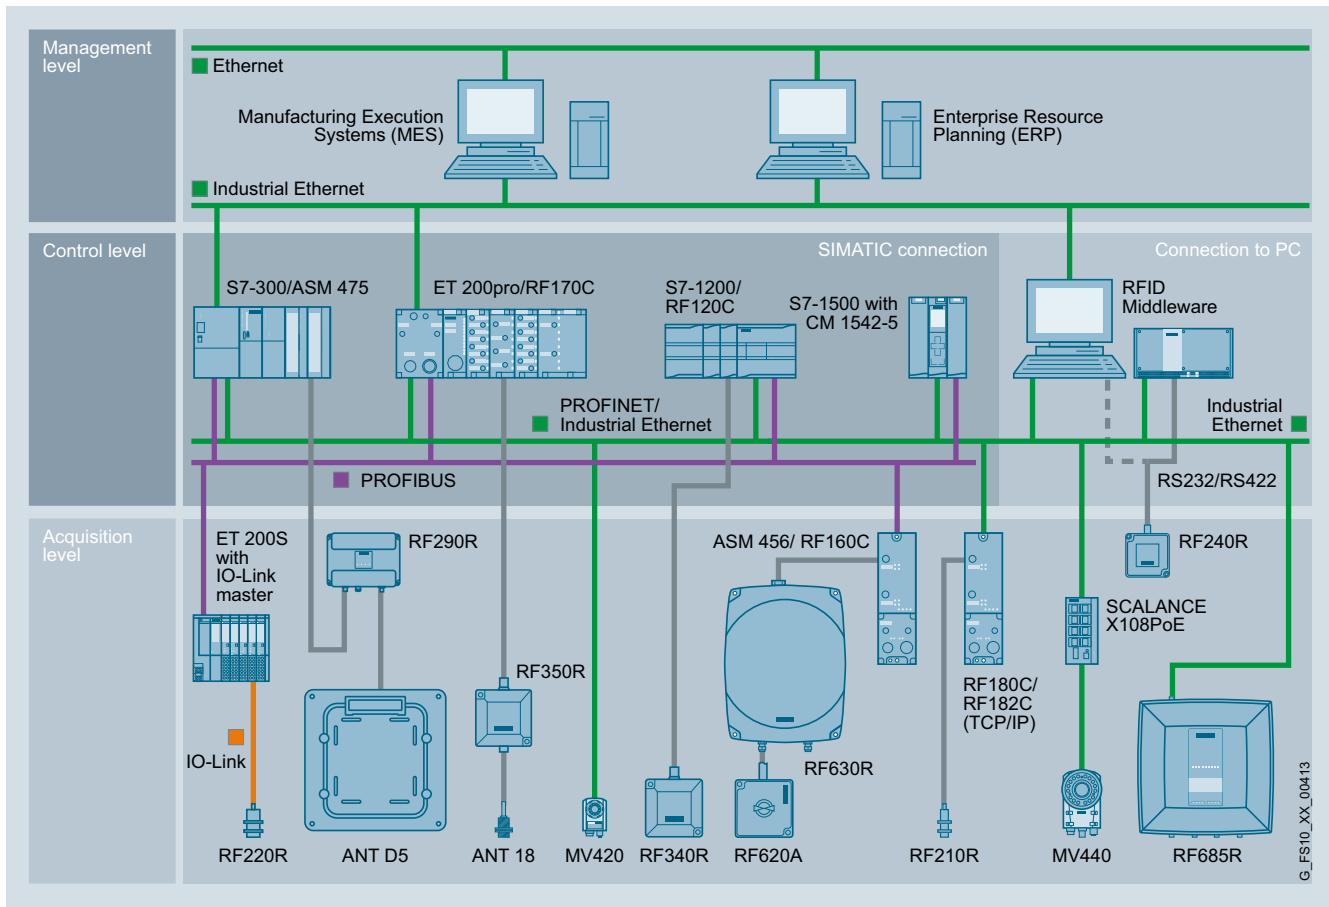 Management
level
Ethernet
Manufacturing Execution
Systems (MES)
Enterprise Resource
Planning (ERP)
Industrial Ethernet
Control level
SIMATIC connection
Connection to PC
S7-300/ASM 475
ET 200pro/RF170C
S7-1200/
RF120C
S7-1500 with
CM 1542-5
RFID
Middleware
PROFINET/
Industrial Ethernet
Industrial
Ethernet
PROFIBUS
RS232/RS422
Acquisition
level
ET 200S
with
IO-Link
master
RF290R
ASM 456/ RF160C
RF240R
SCALANCE
X108PoE
RF350R
RF180C/
RF182C
(TCP/IP)
IO-Link
RF630R
RF220R
ANT D5
ANT 18
MV420
RF340R
RF620A
RF210R
MV440
RF685R
G_FS10_XX_00413